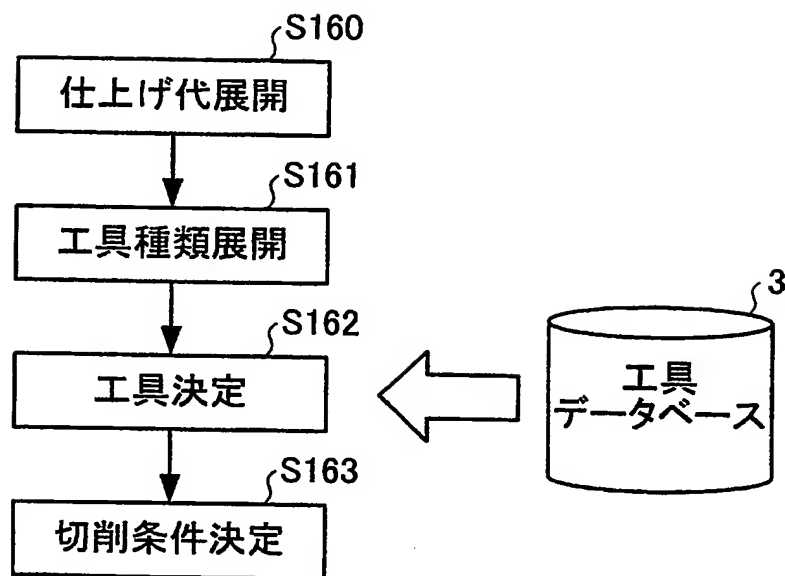 S160
仕上げ代展開
S161
工具種類展開
S162
工具決定
S163
切削条件決定
3
工具
データベース